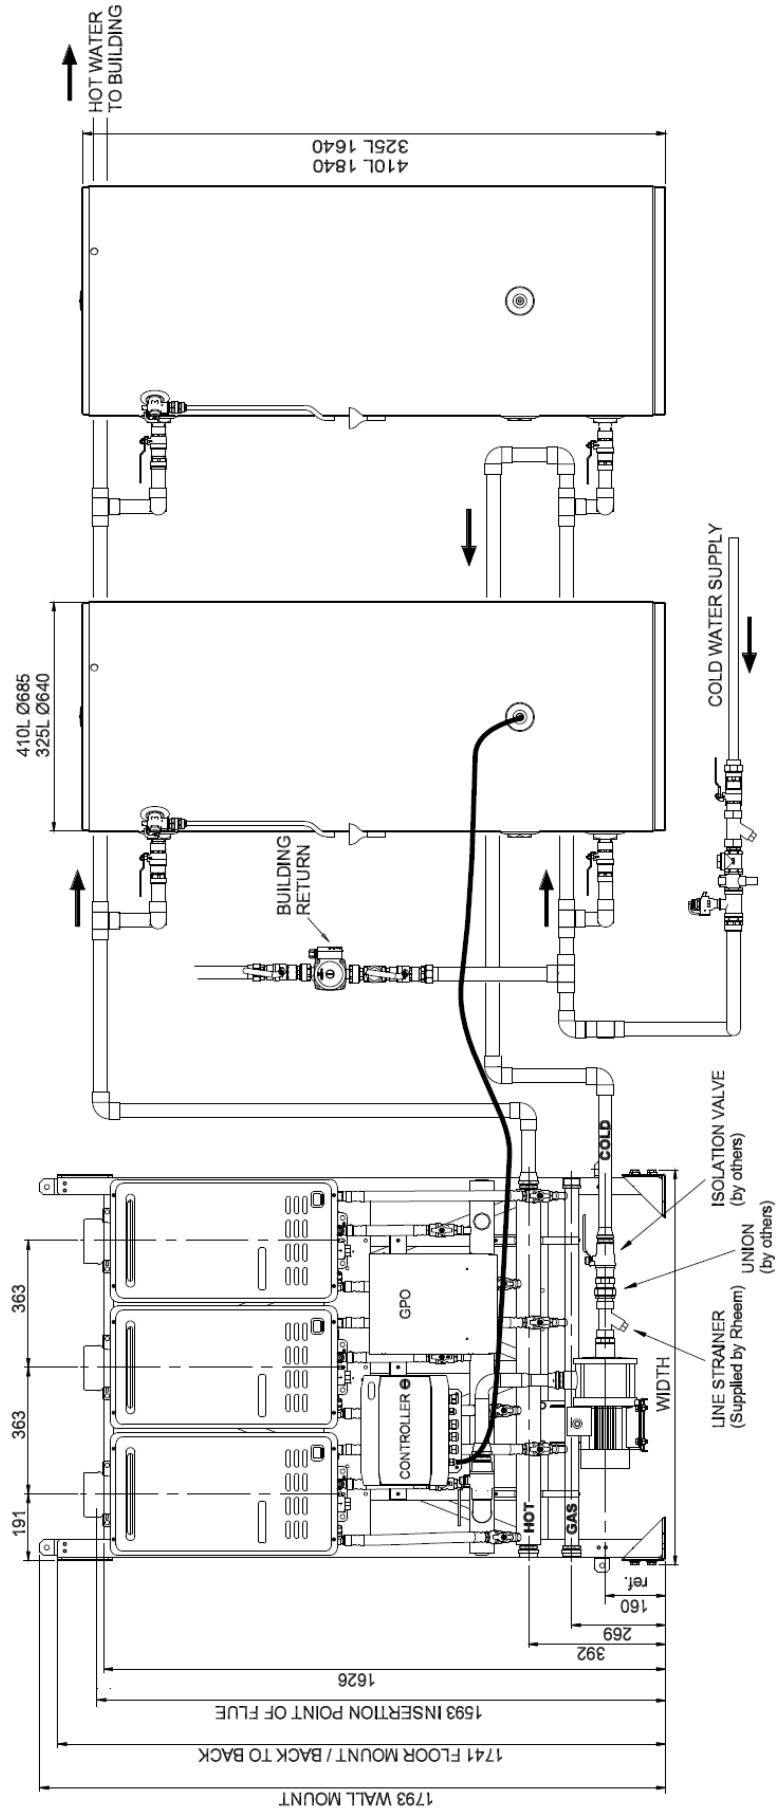 HOT WATER
TO BUILDING
410L 1840
325L 1640
410L Ø685
325L Ø640
BUILDING
RETURN
COLD WATER SUPPLY
363
363
191
GPO
CONTROLLER
HOT
GAS
COLD
ISOLATION VALVE
(by others)
UNION
(by others)
LINE STRAINER
(Supplied by Rheem)
WIDTH
160
ref.
269
392
1626
1593 INSERTION POINT OF FLUE
1741 FLOOR MOUNT / BACK TO BACK
1793 WALL MOUNT